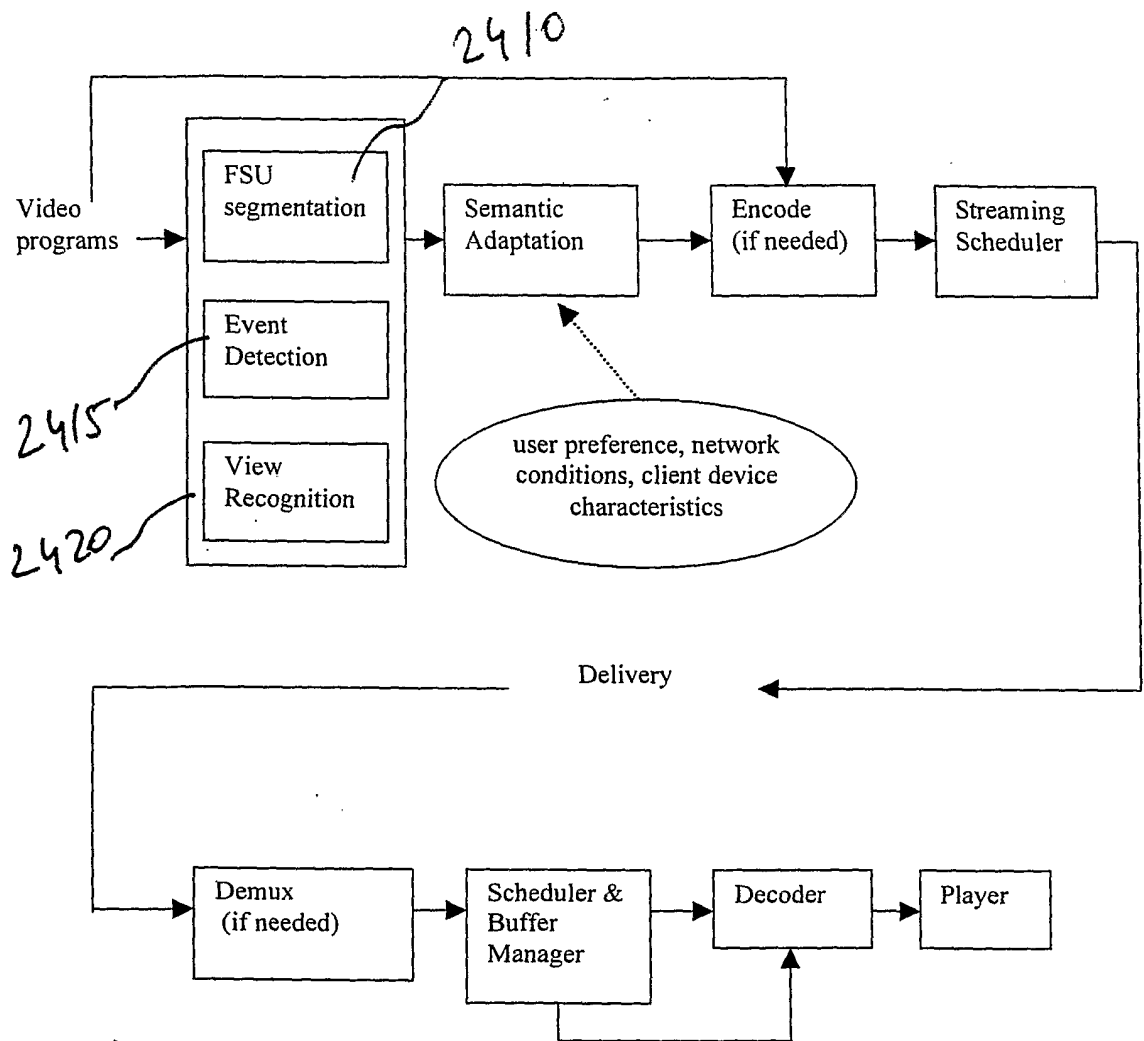 2410
FSU
segmentation
Video
programs
Semantic
Adaptation
Encode
(if needed)
Streaming
Scheduler
Event
Detection
2415
View
Recognition
2420
user preference, network
conditions, client device
characteristics
Delivery
Demux
(if needed)
Scheduler &
Buffer
Manager
Decoder
Player